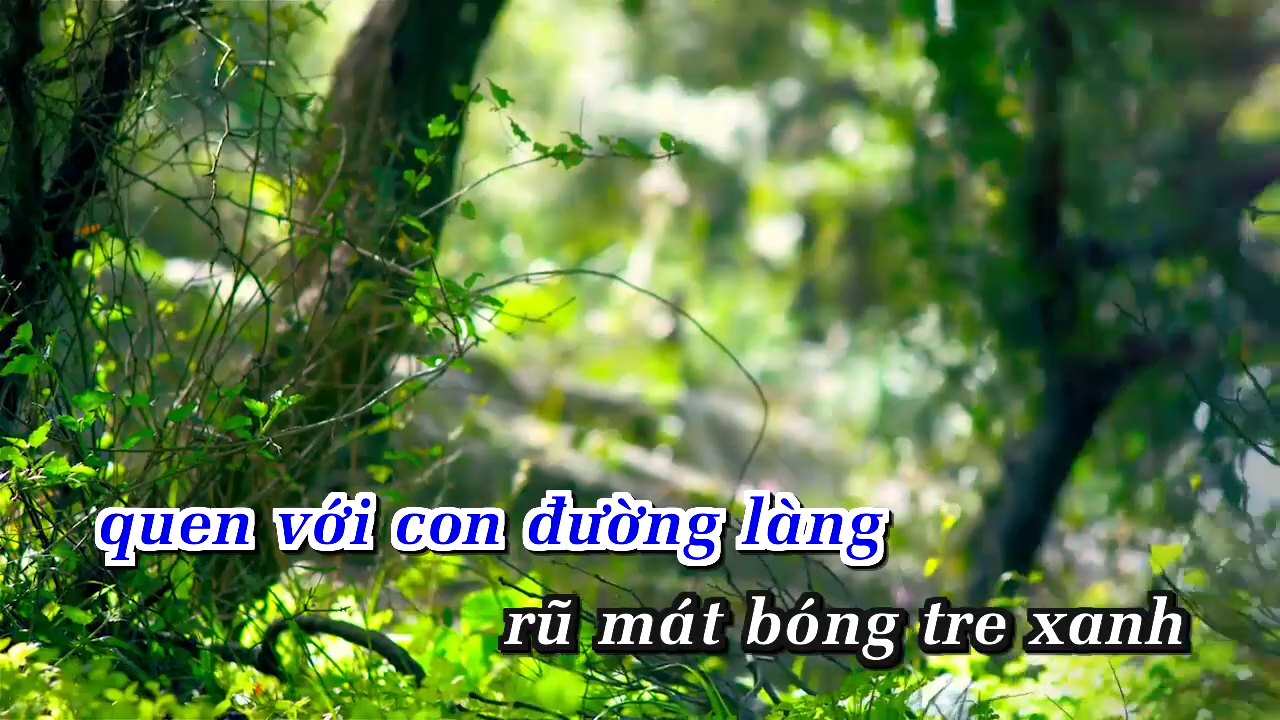 quen với con đường làng
rũ mát bóng tre xanh